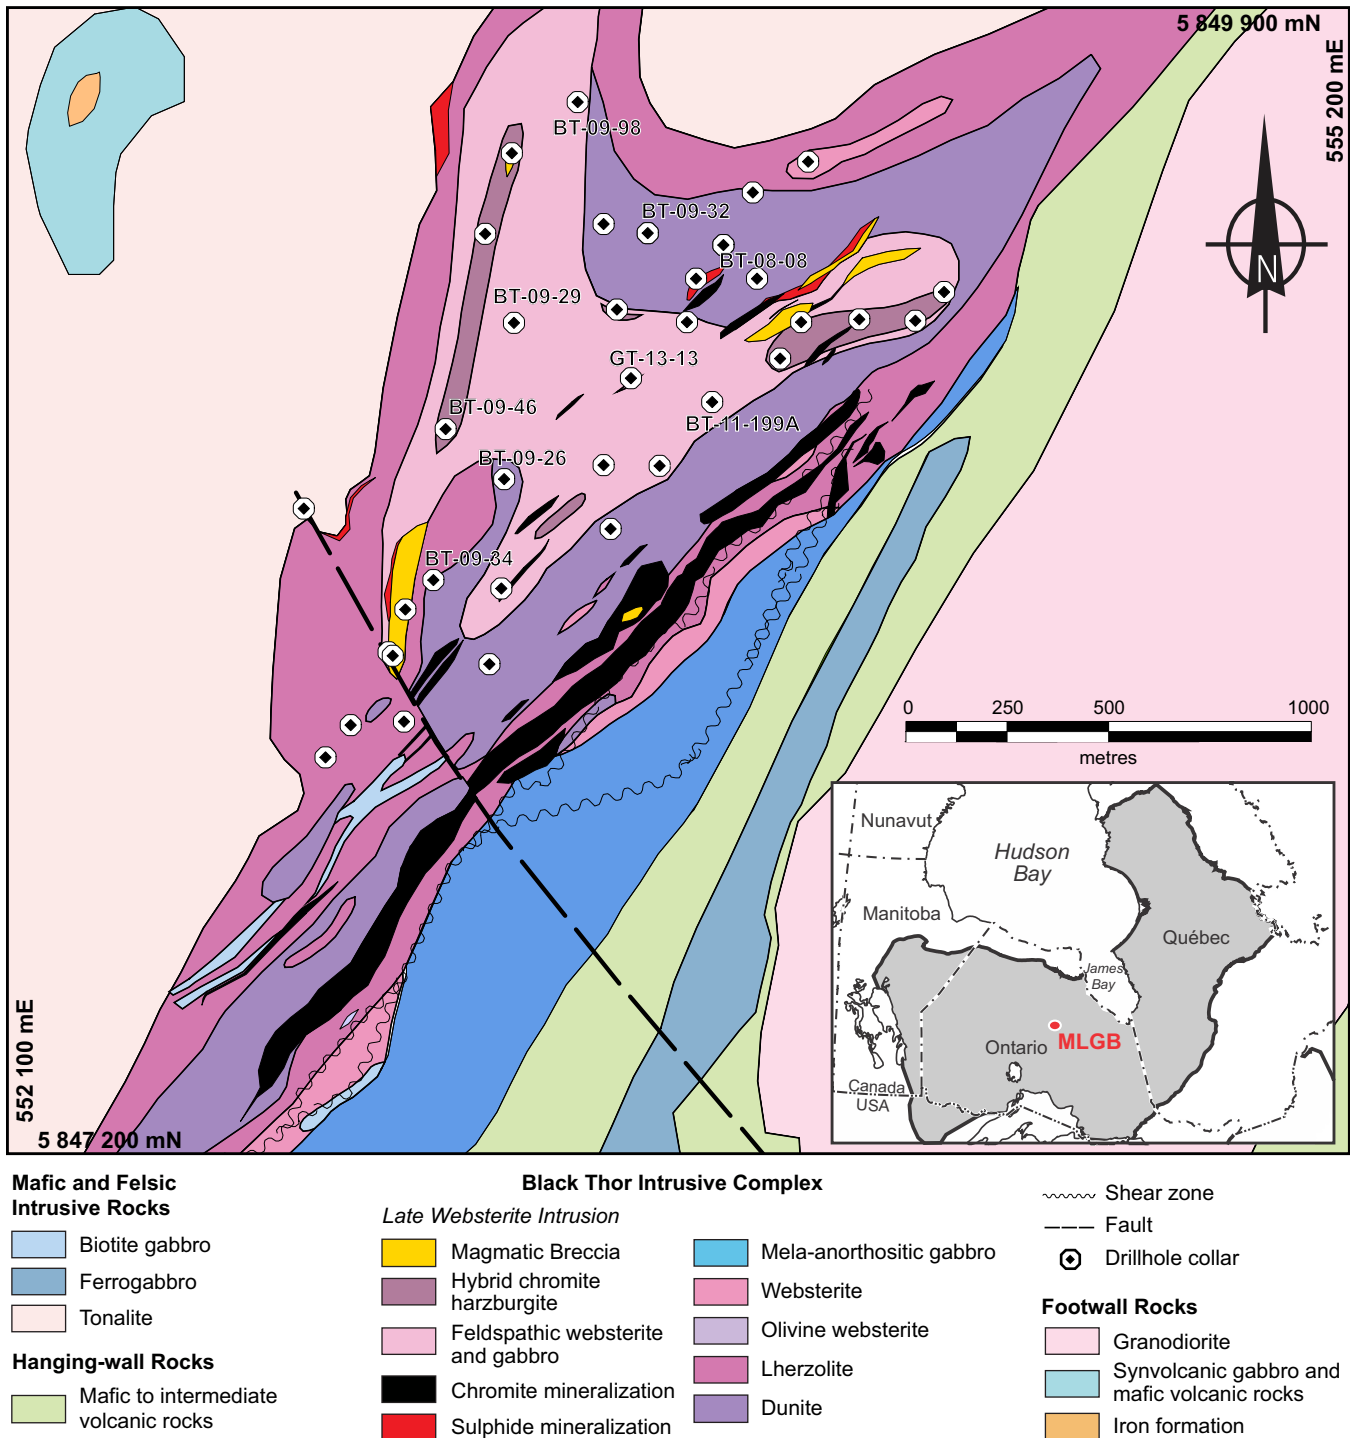 5 849 900 mN
555 200 mE
BT-09-98
BT-09-32
BT-08-08
BT-09-29
GT-13-13
BT-09-46
BT-11-199A
BT-09-26
BT-09-34
N
0 250 500 1000
metres
Nunavut
Hudson
Bay
Manitoba
Québec
James
Bay
Ontario
MLGB
Canada
USA
552 100 mE
5 847 200 mN
Mafic and Felsic
Intrusive Rocks
Biotite gabbro
Ferrogabbro
Tonalite
Hanging-wall Rocks
Mafic to intermediate
volcanic rocks
Black Thor Intrusive Complex
Late Websterite Intrusion
Magmatic Breccia
Hybrid chromite
harzburgite
Feldspathic websterite
and gabbro
Chromite mineralization
Sulphide mineralization
Mela-anorthositic gabbro
Websterite
Olivine websterite
Lherzolite
Dunite
Shear zone
Fault
Drillhole collar
Footwall Rocks
Granodiorite
Synvolcanic gabbro and
mafic volcanic rocks
Iron formation